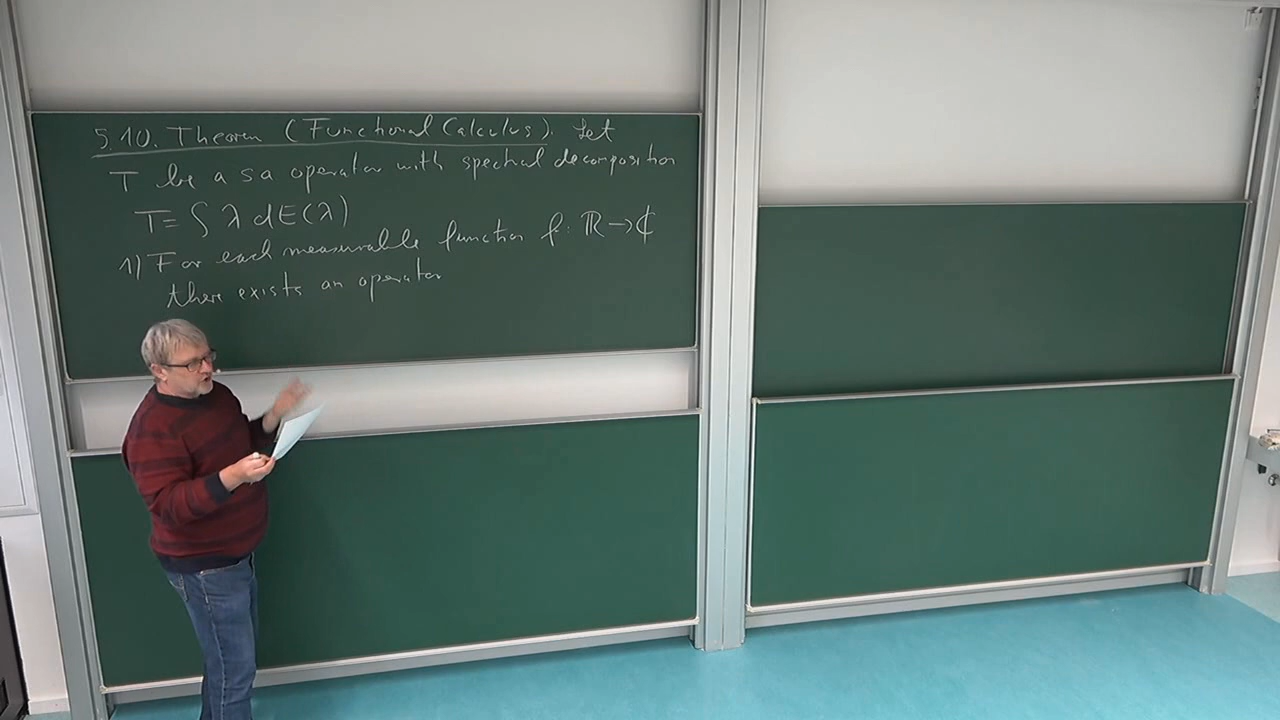 5.10. Theorem (Functional Calculus). Let
T be a sa operator with spectral decomposition
T = ∫ λ dE(λ)
1) For each measurable function f: ℝ → ℂ
there exists an operator